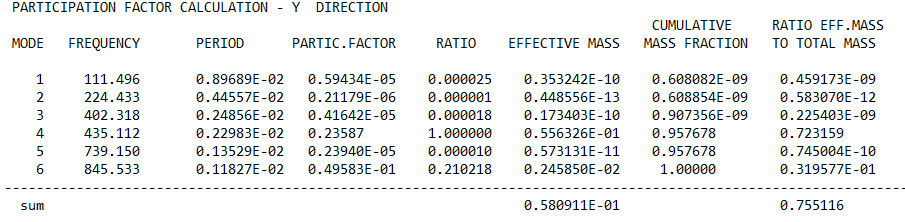 PARTICIPATION FACTOR CALCULATION - Y  DIRECTION
CUMULATIVE RATIO EFF.MASS
MODE FREQUENCY PERIOD PARTIC.FACTOR RATIO EFFECTIVE MASS MASS FRACTION TO TOTAL MASS
1 111.496 0.89689E-02 0.59434E-05 0.000025 0.353242E-10 0.608082E-09 0.459173E-09
2 224.433 0.44557E-02 0.21179E-06 0.000001 0.448556E-13 0.608854E-09 0.583070E-12
3 402.318 0.24856E-02 0.41642E-05 0.000018 0.173403E-10 0.907356E-09 0.225403E-09
4 435.112 0.22983E-02 0.23587 1.000000 0.556326E-01 0.957678 0.723159
5 739.150 0.13529E-02 0.23940E-05 0.000010 0.573131E-11 0.957678 0.745004E-10
6 845.533 0.11827E-02 0.49583E-01 0.210218 0.245850E-02 1.00000 0.319577E-01
sum 0.580911E-01 0.755116